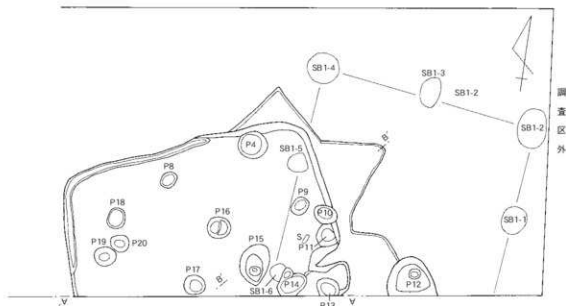 SB1-4
SB1-3
SB1-2
SB1-2
調査区外
P4
SB1-5
P8
P9
P18
P16
P10
SB1-1
P19
P20
S
P11
P15
B'
B'
P17
SB1-6
P14
P12
P13
A'
A